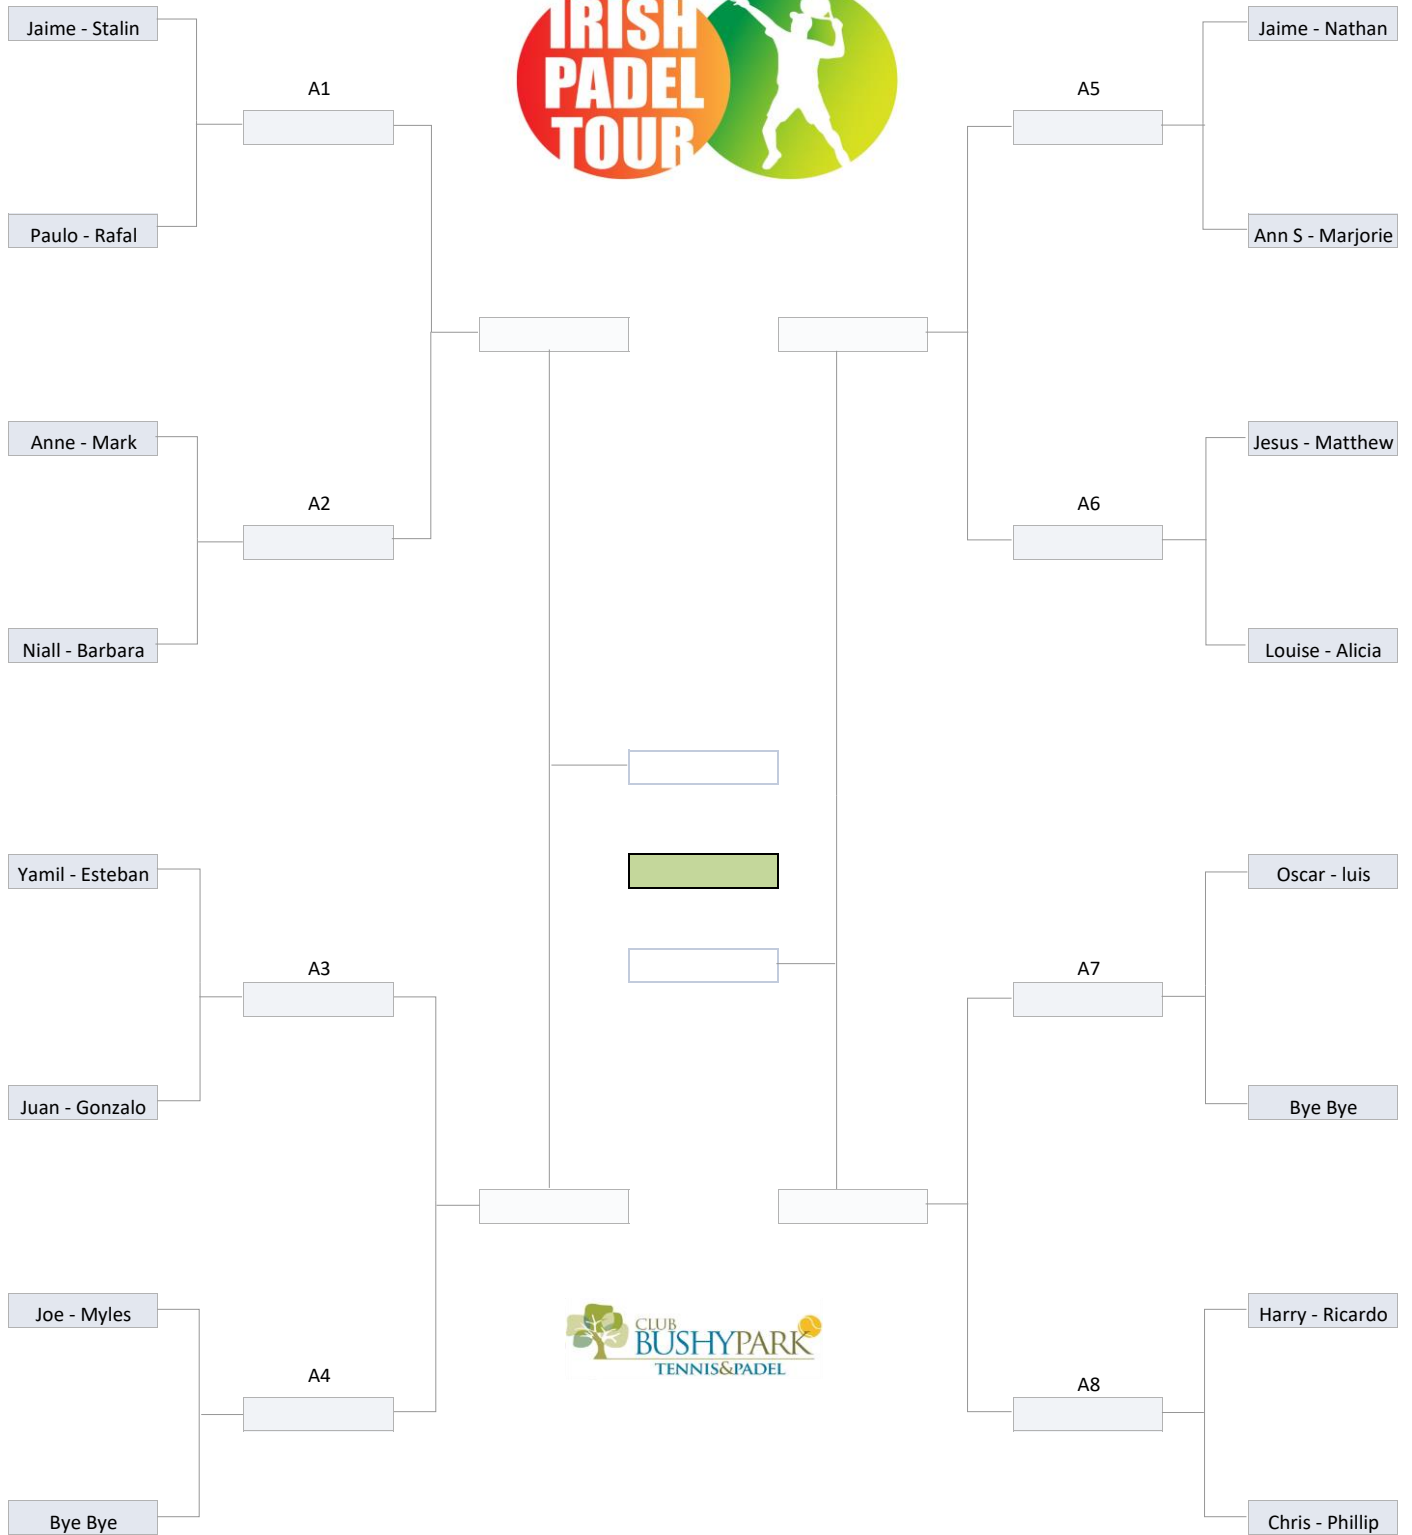 IRISH
PADEL
TOUR
Jaime - Stalin
A1
Paulo - Rafal
Anne - Mark
A2
Niall - Barbara
Yamil - Esteban
A3
Juan - Gonzalo
Joe - Myles
A4
Bye Bye
Jaime - Nathan
A5
Ann S - Marjorie
Jesus - Matthew
A6
Louise - Alicia
Oscar - luis
A7
Bye Bye
Harry - Ricardo
A8
Chris - Phillip
CLUB
BUSHYPARK
TENNIS&PADEL